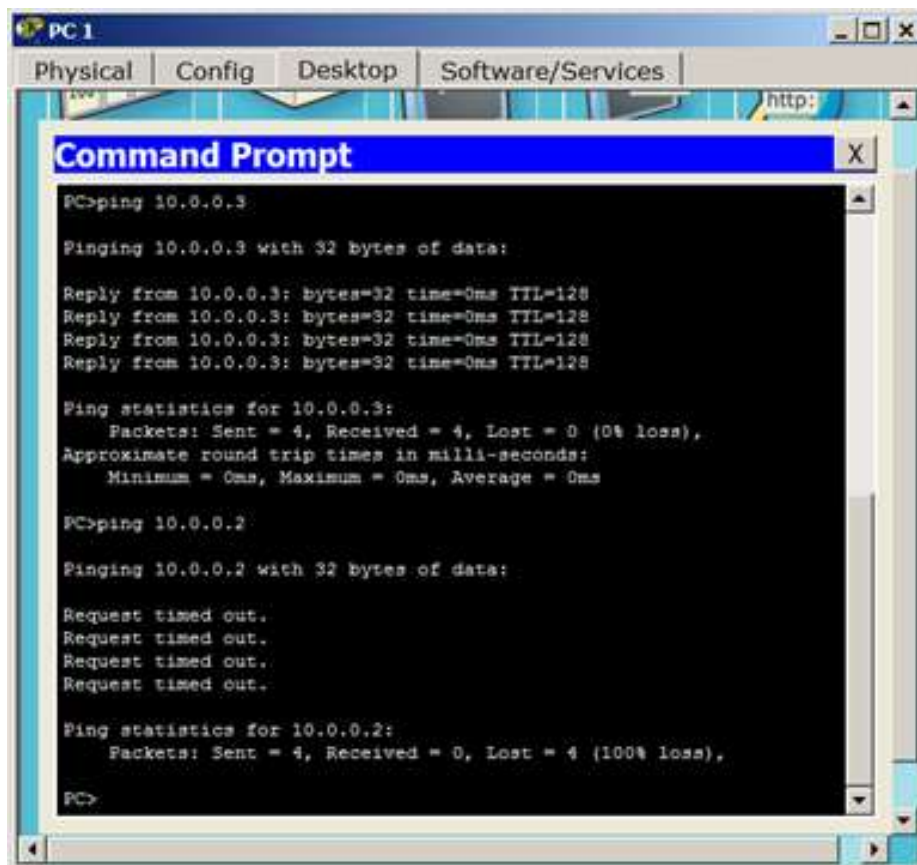 PC 1
Physical Config Desktop Software/Services
http:
Command Prompt X
PC>ping 10.0.0.3
Pinging 10.0.0.3 with 32 bytes of data:
Reply from 10.0.0.3: bytes=32 time=0ms TTL=128
Reply from 10.0.0.3: bytes=32 time=0ms TTL=128
Reply from 10.0.0.3: bytes=32 time=0ms TTL=128
Reply from 10.0.0.3: bytes=32 time=0ms TTL=128
Ping statistics for 10.0.0.3:
Packets: Sent = 4, Received = 4, Lost = 0 (0% loss),
Approximate round trip times in milli-seconds:
Minimum = 0ms, Maximum = 0ms, Average = 0ms
PC>ping 10.0.0.2
Pinging 10.0.0.2 with 32 bytes of data:
Request timed out.
Request timed out.
Request timed out.
Request timed out.
Ping statistics for 10.0.0.2:
Packets: Sent = 4, Received = 0, Lost = 4 (100% loss),
PC>